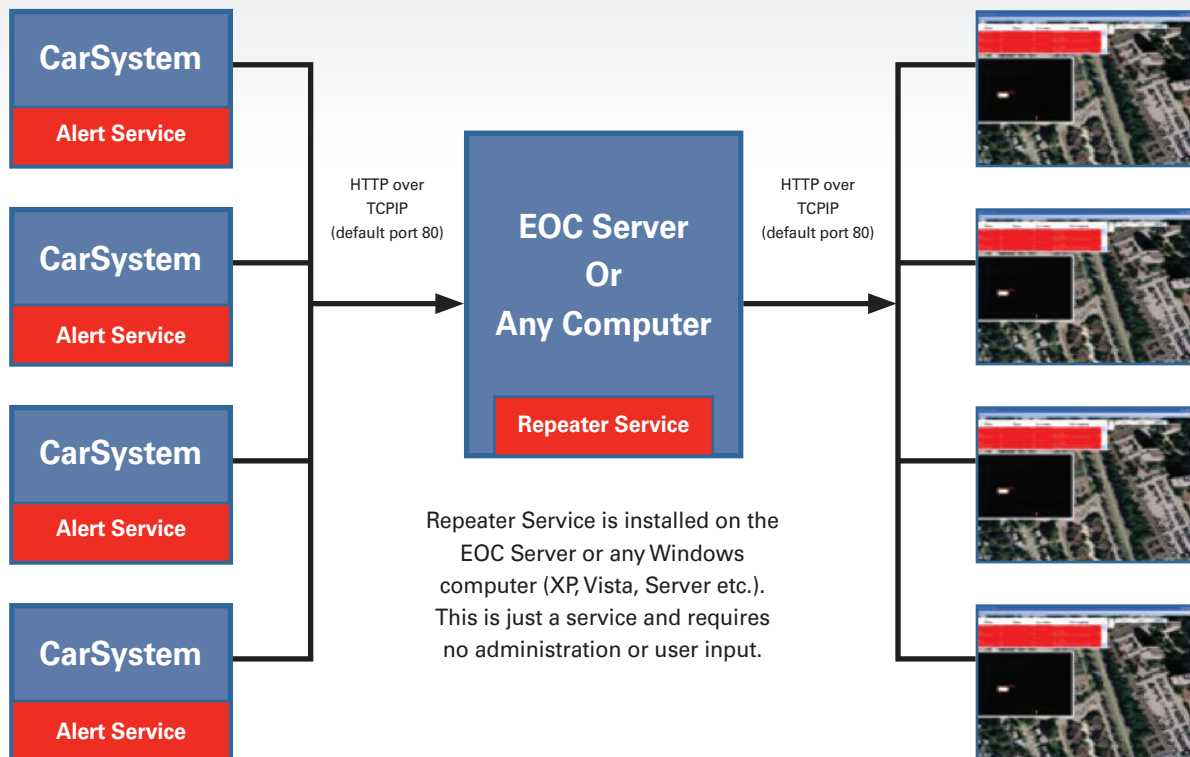 CarSystem
Alert Service
CarSystem
Alert Service
CarSystem
Alert Service
CarSystem
Alert Service
HTTP over
TCPIP
(default port 80)
EOC Server
Or
Any Computer
Repeater Service
Repeater Service is installed on the
EOC Server or any Windows
computer (XP, Vista, Server etc.).
This is just a service and requires
no administration or user input.
HTTP over
TCPIP
(default port 80)